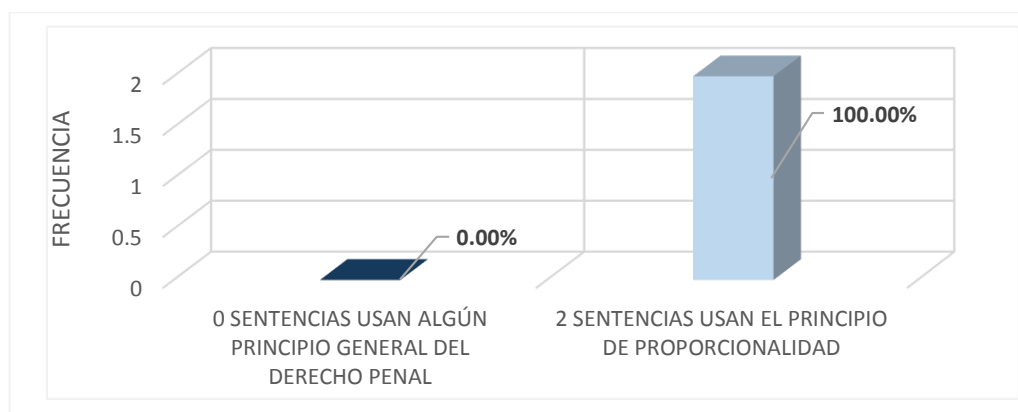 FRECUENCIA
2
1.5
1
0.5
0
100.00%
0.00%
0 SENTENCIAS USAN ALGÚN
PRINCIPIO GENERAL DEL
DERECHO PENAL
2 SENTENCIAS USAN EL PRINCIPIO
DE PROPORCIONALIDAD